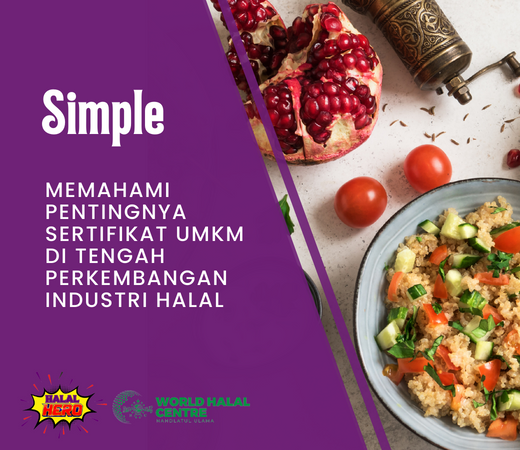 Simple
MEMAHAMI
PENTINGNYA
SERTIFIKAT UMKM
DI TENGAH
PERKEMBANGAN
INDUSTRI HALAL
HALAL
HERO
WORLD HALAL
CENTRE
NAHDLATUL ULAMA